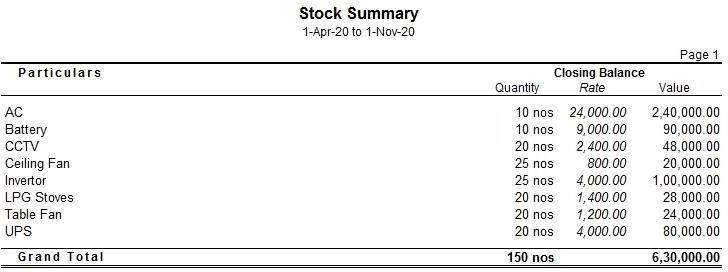 Stock Summary
1-Apr-20 to 1-Nov-20
Page 1
Particulars Closing Balance
Quantity Rate Value
AC 10 nos 24,000.00 2,40,000.00
Battery 10 nos 9,000.00 90,000.00
CCTV 20 nos 2,400.00 48,000.00
Ceiling Fan 25 nos 800.00 20,000.00
Invertor 25 nos 4,000.00 1,00,000.00
LPG Stoves 20 nos 1,400.00 28,000.00
Table Fan 20 nos 1,200.00 24,000.00
UPS 20 nos 4,000.00 80,000.00
Grand Total 150 nos 6,30,000.00